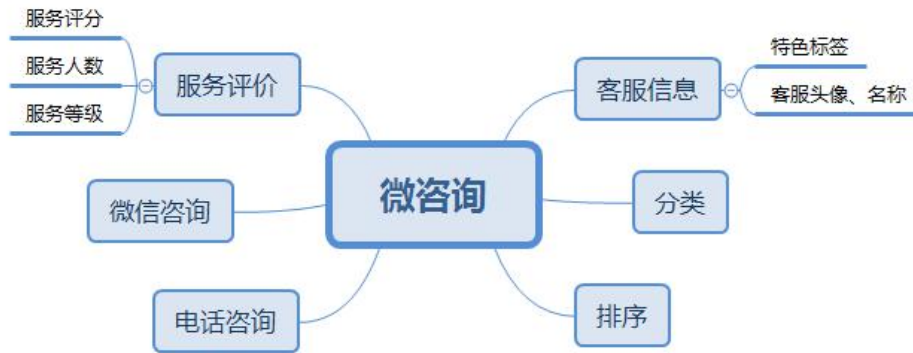 服务评分
服务人数
服务等级
服务评价
微信咨询
电话咨询
微咨询
客服信息
特色标签
客服头像、名称
分类
排序